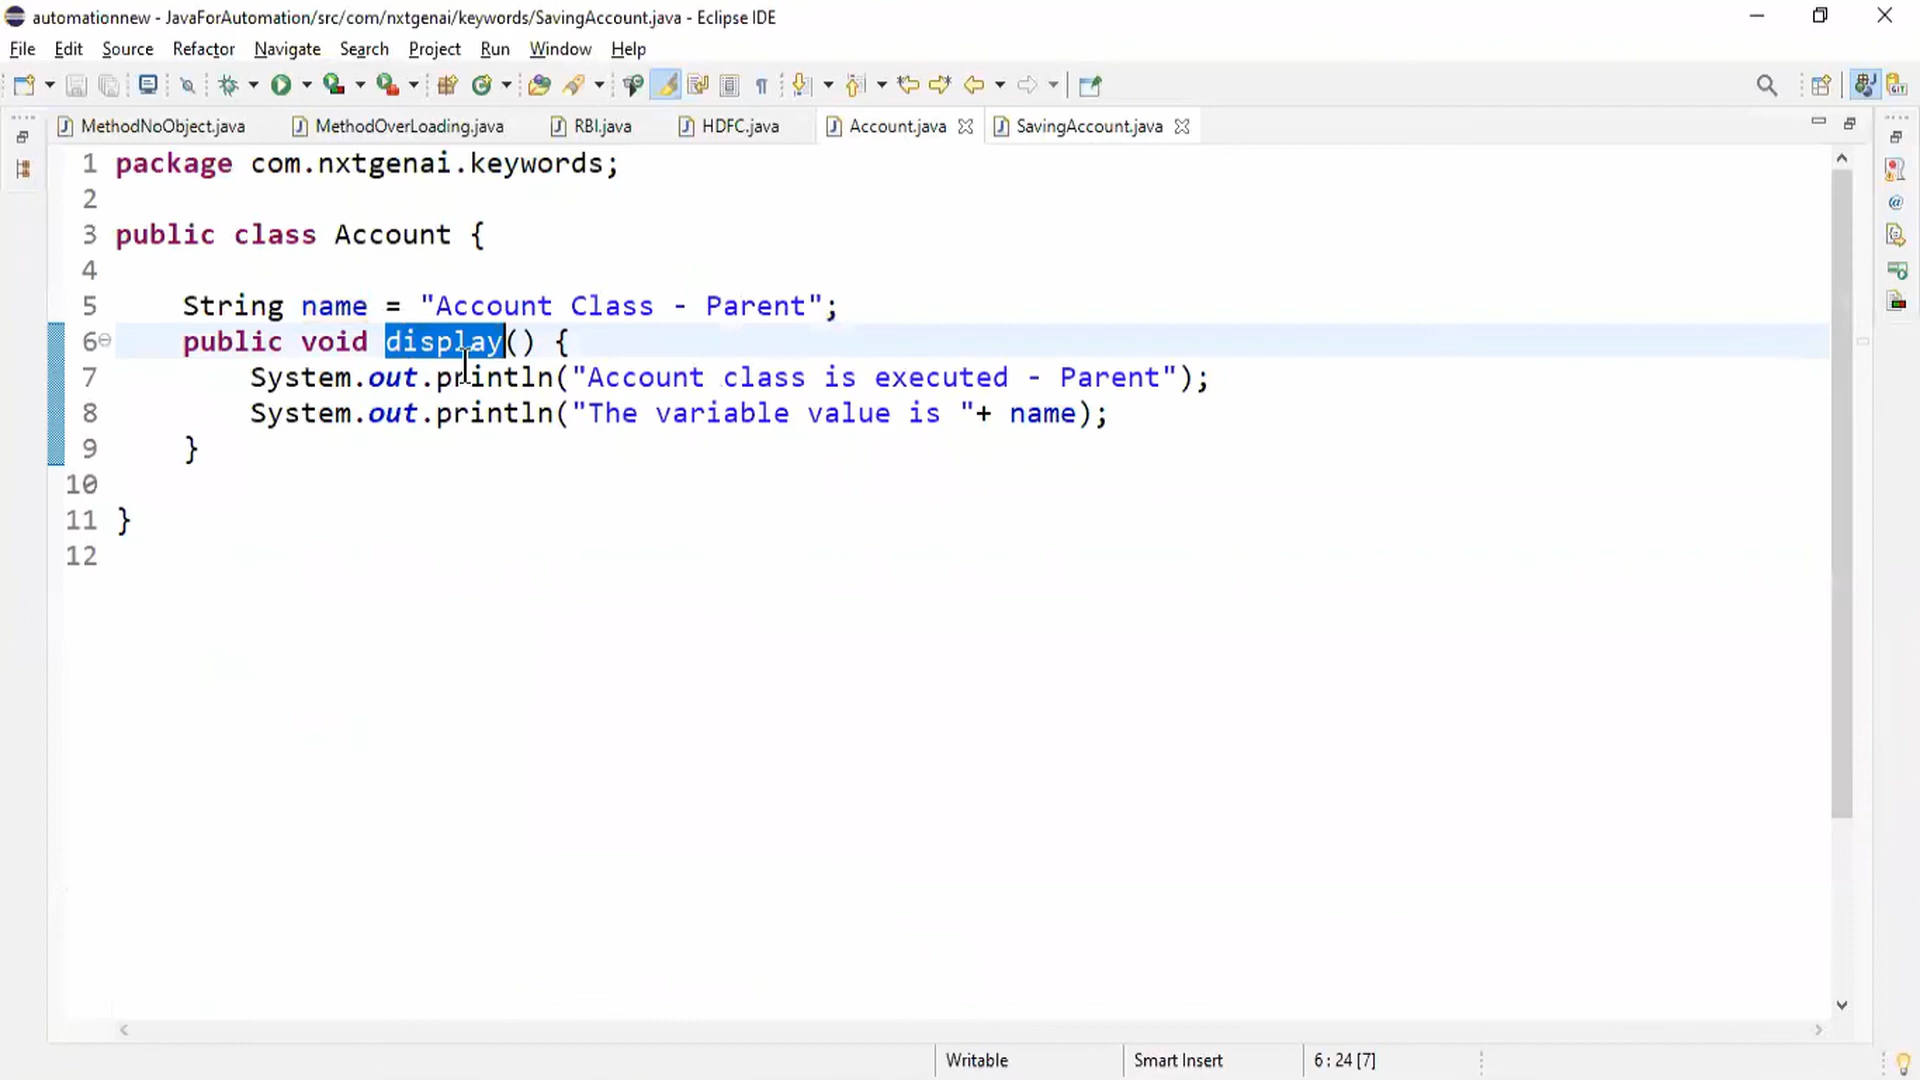 automationnew - JavaForAutomation/src/com/nxtgenai/keywords/SavingAccount.java - Eclipse IDE
File Edit Source Refactor Navigate Search Project Run Window Help
MethodNoObject.java MethodOverLoading.java RBI.java HDFC.java Account.java SavingAccount.java
1 package com.nxtgenai.keywords;
2
3 public class Account {
4
5 String name = "Account Class - Parent";
6 public void display() {
7 System.out.println("Account class is executed - Parent");
8 System.out.println("The variable value is "+ name);
9 }
10
11 }
12
Writable Smart Insert 6 : 24 [7]